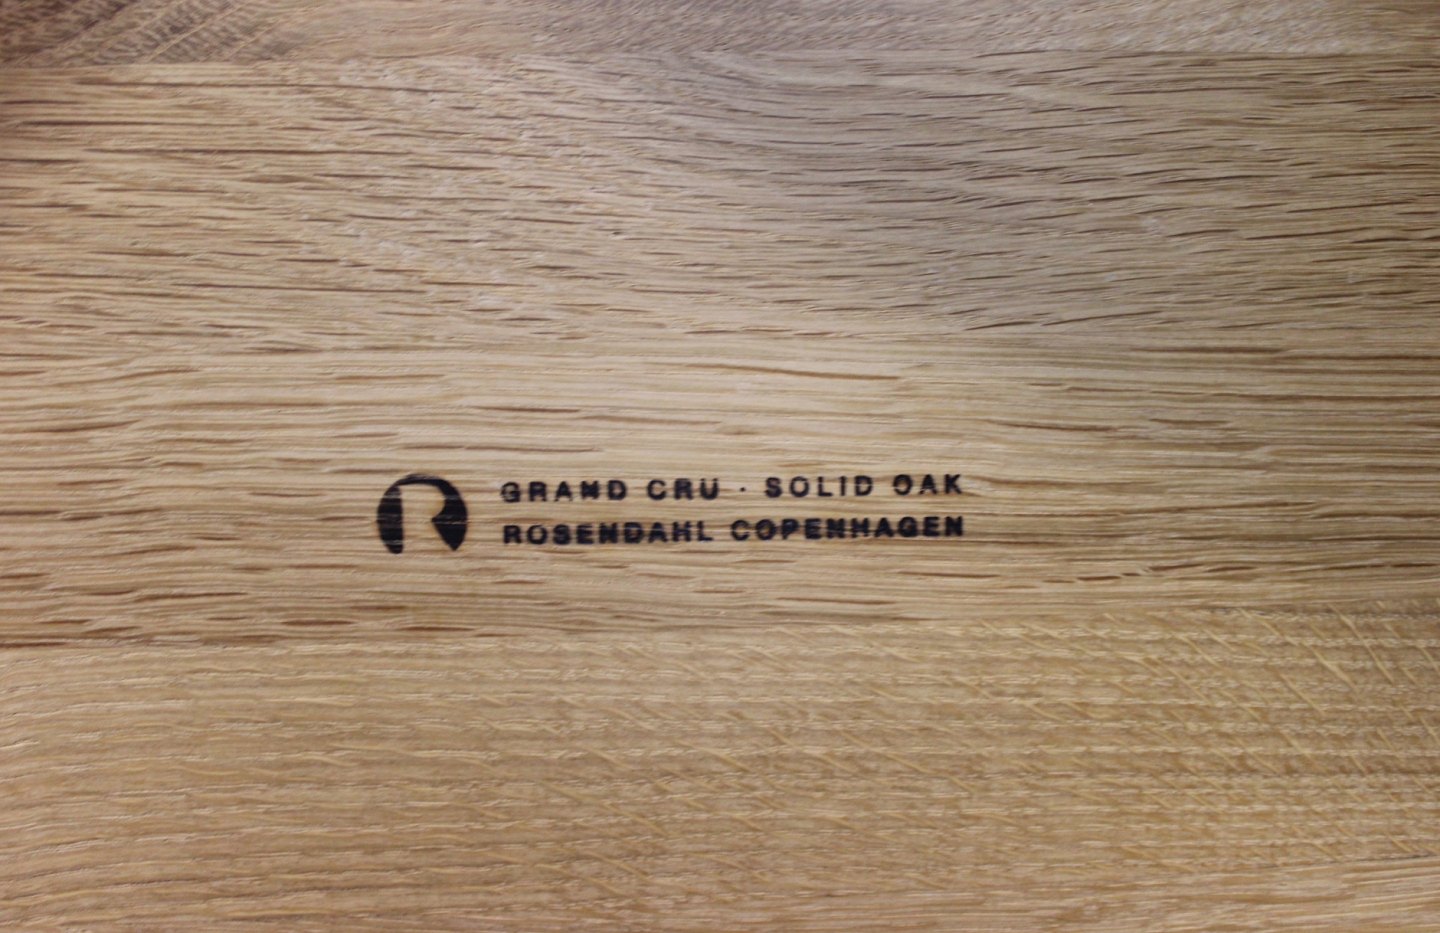 GRAND CRU · SOLID OAK
ROSENDAHL COPENHAGEN